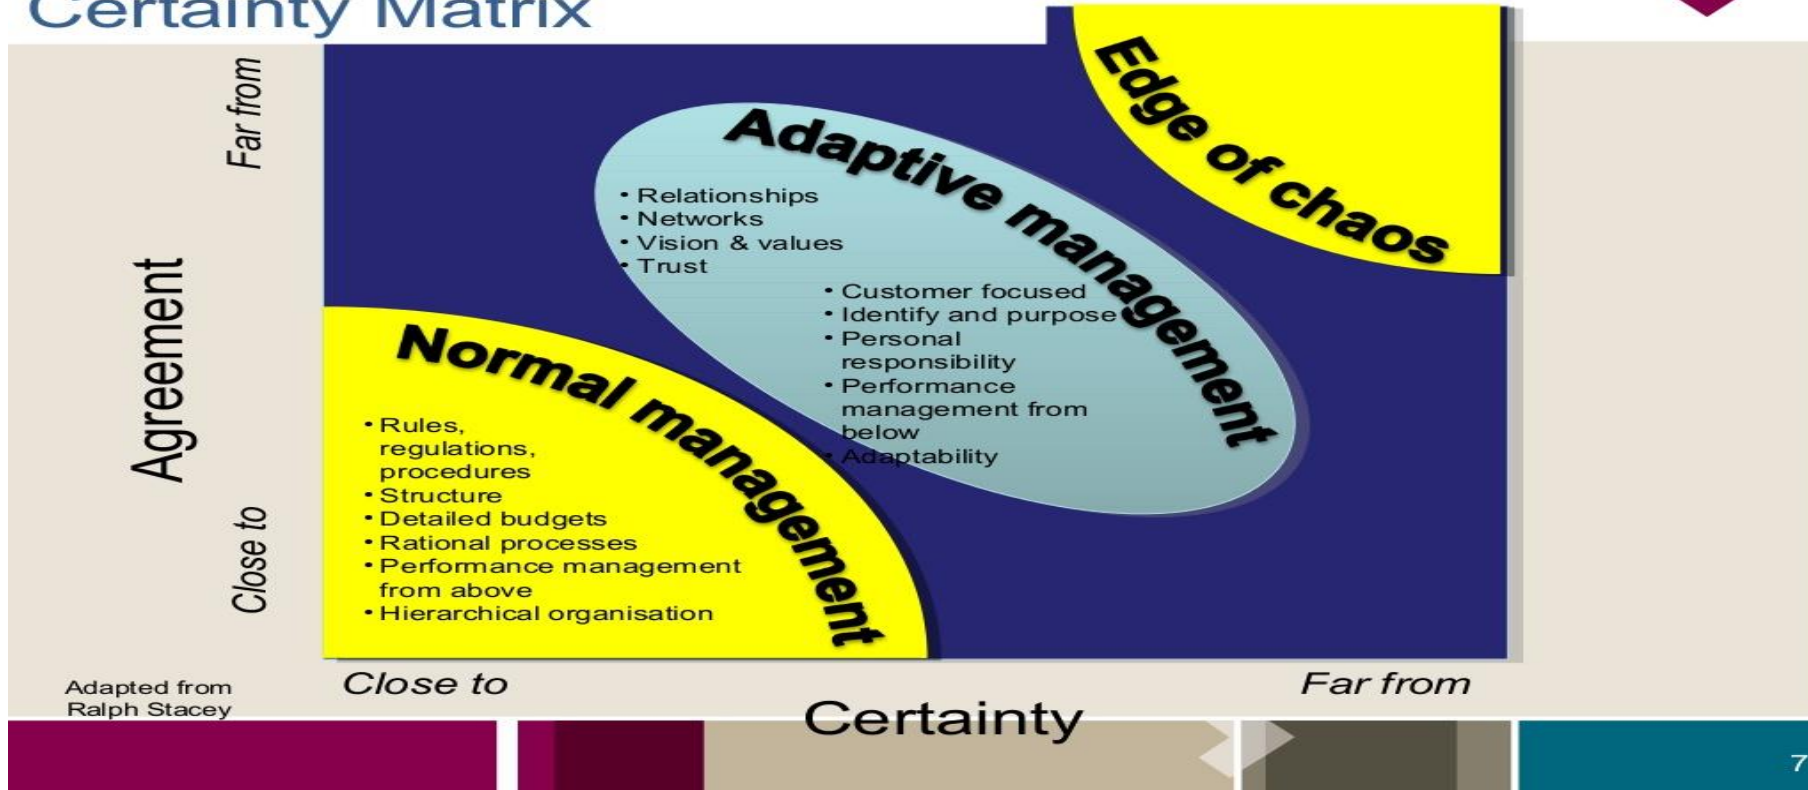 Certainty Matrix
Far from
Agreement
Close to
Edge of chaos
Adaptive management
• Relationships
• Networks
• Vision & values
• Trust
• Customer focused
• Identify and purpose
• Personal
responsibility
• Performance
management from
below
• Adaptability
Normal management
• Rules,
regulations,
procedures
• Structure
• Detailed budgets
• Rational processes
• Performance management
from above
• Hierarchical organisation
Close to
Far from
Certainty
Adapted from
Ralph Stacey
7